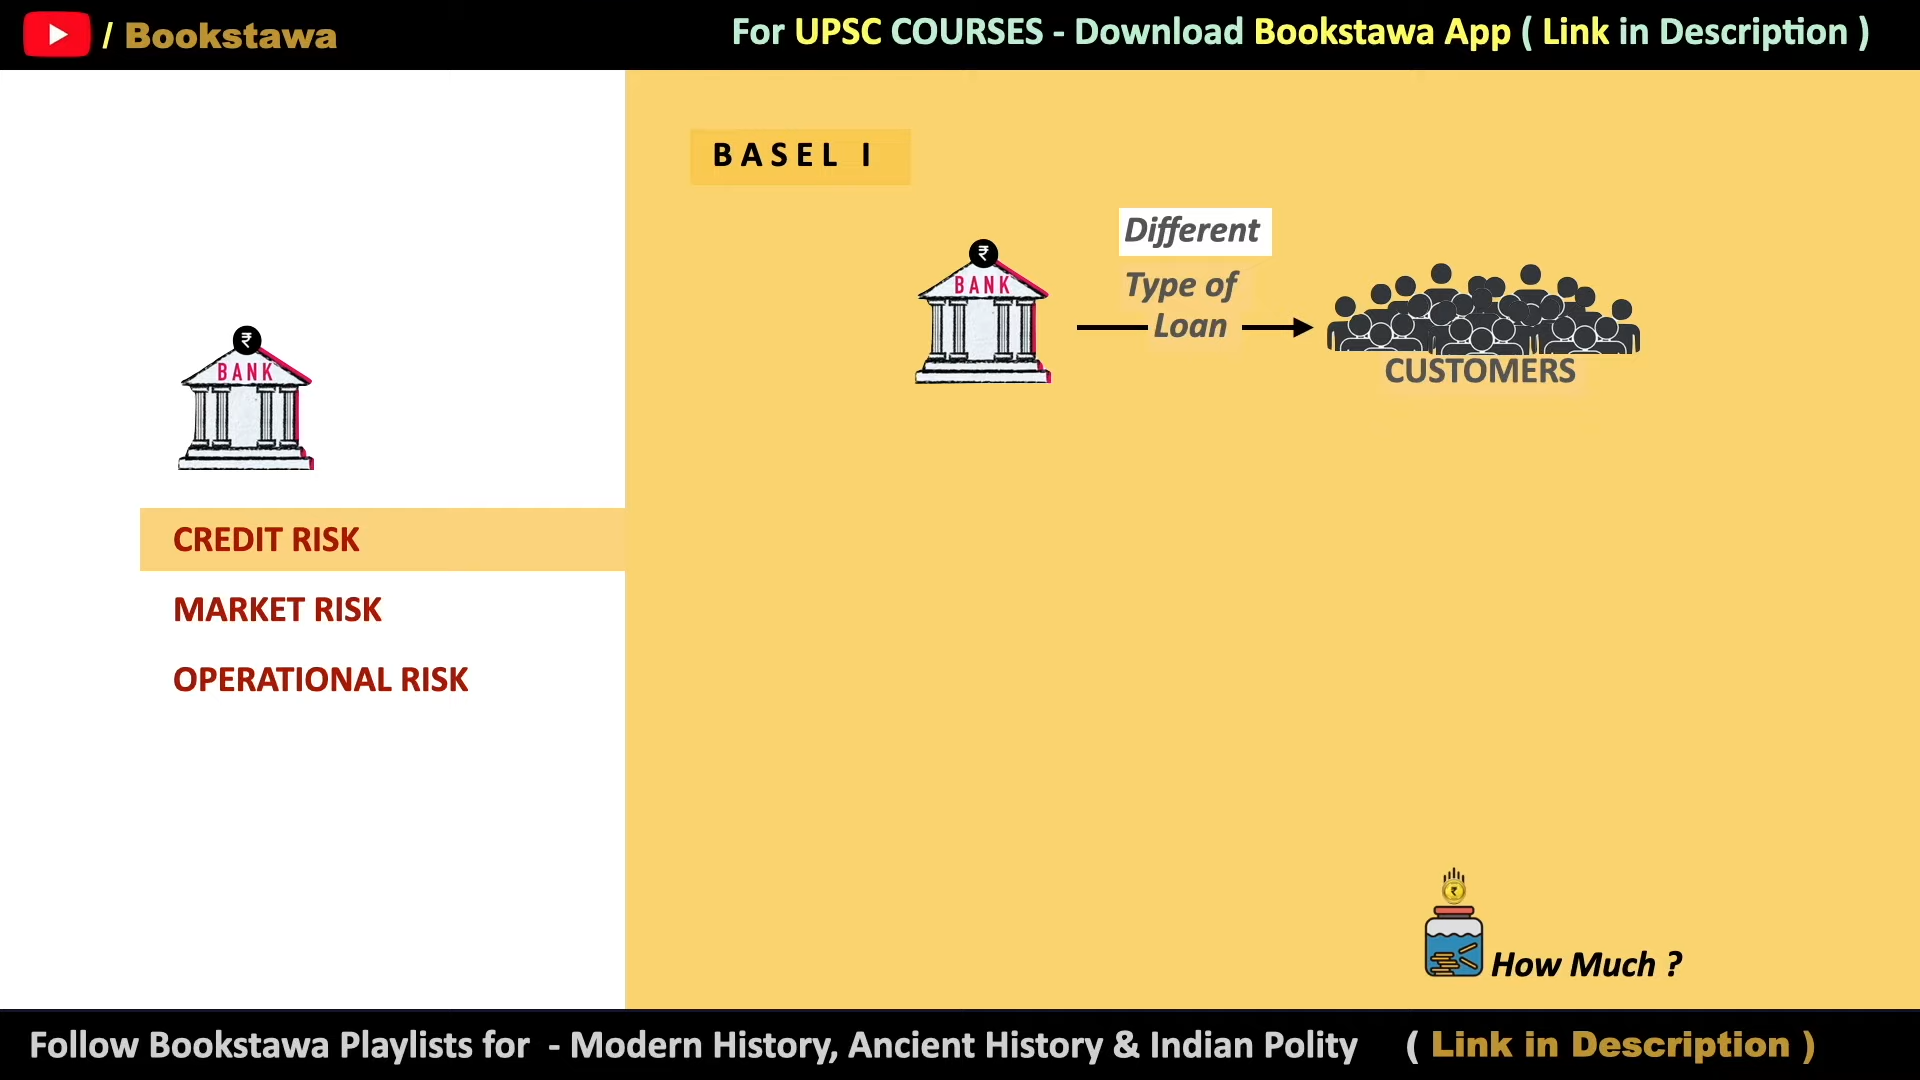 / Bookstawa
For UPSC COURSES - Download Bookstawa App ( Link in Description )
BASEL I
Different
Type of
Loan
₹
BANK
CUSTOMERS
₹
BANK
CREDIT RISK
MARKET RISK
OPERATIONAL RISK
₹
How Much ?
Follow Bookstawa Playlists for - Modern History, Ancient History & Indian Polity ( Link in Description )